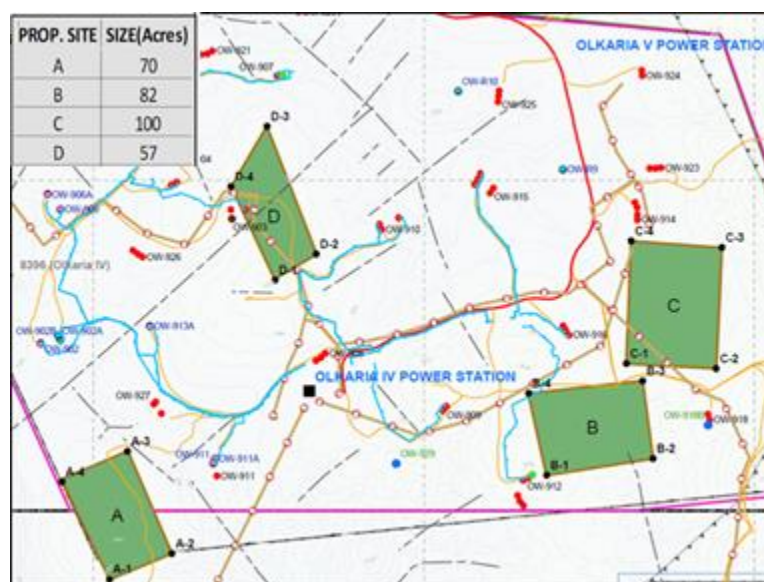 PROP. SITE SIZE(Acres)
A 70
B 82
C 100
D 57
OW-921
OW-907
OLKARIA V POWER STATION
OW-924
OW-R10
OW-925
D-3
OW-R9
OW-923
D-4
OW-906A
OW-915
OW-914
D
OW-903
OW-910
C-4
C-3
D-2
OW-926
8396 (Olkaria IV)
D-1
C
OW-902B
OW-902A
OW-902
OW-913A
OW-916
C-1
C-2
OLKARIA IV POWER STATION
B-3
B-4
OW-927
OW-909
OW-918
B
A-3
OW-911
OW-911A
OW-929
B-2
A-4
OW-911
B-1
OW-912
A
A-2
A-1